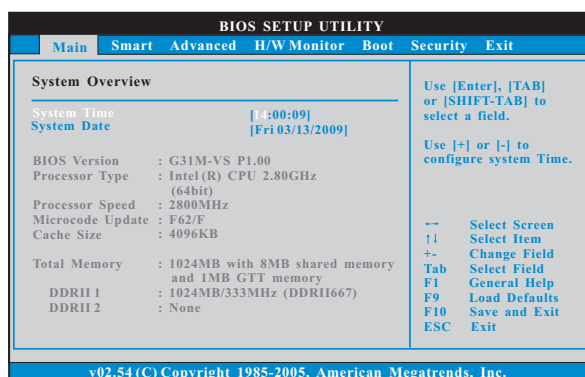 BIOS SETUP UTILITY
Main Smart Advanced H/W Monitor Boot Security Exit
System Overview
System Time [14:00:09]
System Date [Fri 03/13/2009]
BIOS Version : G31M-VS P1.00
Processor Type : Intel (R) CPU 2.80GHz
(64bit)
Processor Speed : 2800MHz
Microcode Update : F62/F
Cache Size : 4096KB
Total Memory : 1024MB with 8MB shared memory
and 1MB GTT memory
DDRII 1 : 1024MB/333MHz (DDRII667)
DDRII 2 : None
Use [Enter], [TAB]
or [SHIFT-TAB] to
select a field.
Use [+] or [-] to
configure system Time.
←→ Select Screen
↑↓ Select Item
+- Change Field
Tab Select Field
F1 General Help
F9 Load Defaults
F10 Save and Exit
ESC Exit
v02.54 (C) Copyright 1985-2005, American Megatrends, Inc.